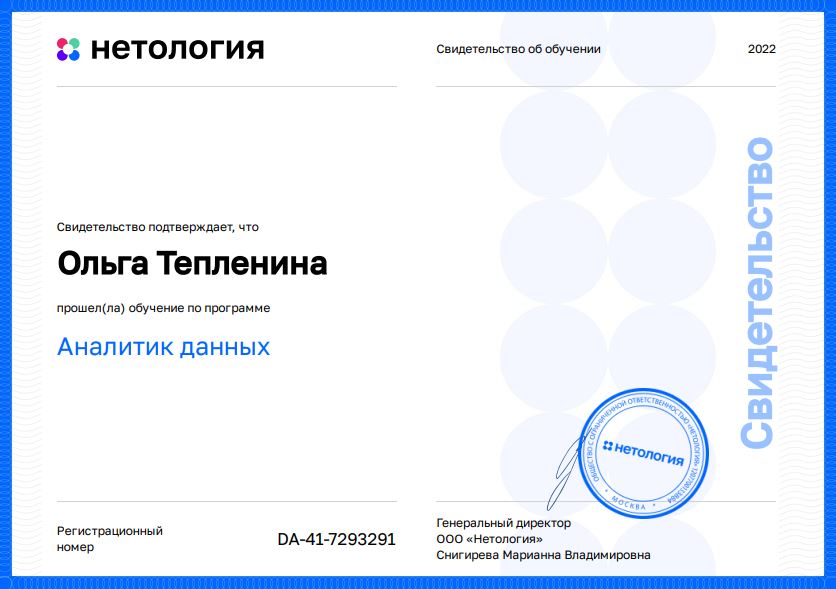 нетология
Свидетельство об обучении
2022
Свидетельство подтверждает, что
Ольга Тепленина
прошел(ла) обучение по программе
Аналитик данных
Свидетельство
ОБЩЕСТВО С ОГРАНИЧЕННОЙ ОТВЕТСТВЕННОСТЬЮ «НЕТОЛОГИЯ»
нетология
* МОСКВА *
Регистрационный
номер
DA-41-7293291
Генеральный директор
ООО «Нетология»
Снигирева Марианна Владимировна